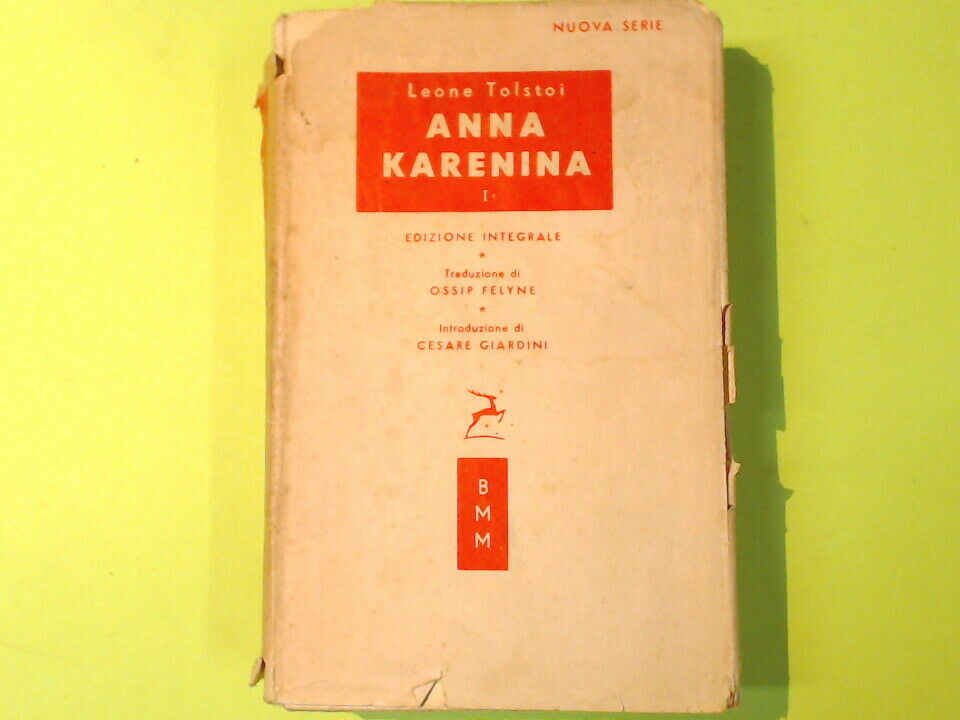 NUOVA SERIE
Leone Tolstoi
ANNA
KARENINA
I
EDIZIONE INTEGRALE
*
Traduzione di
OSSIP FELYNE
*
Introduzione di
CESARE GIARDINI
B
M
M